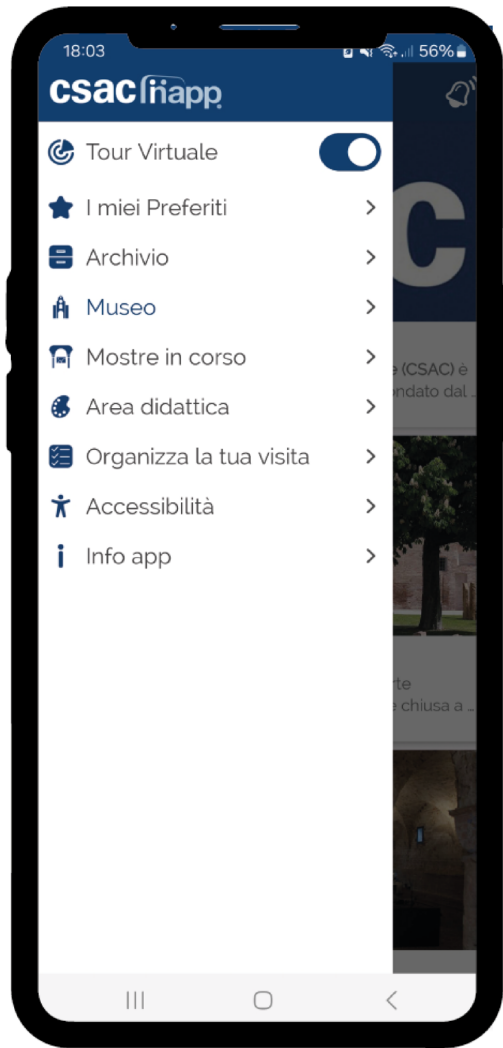 18:03
56%
csac inapp
Tour Virtuale
I miei Preferiti
Archivio
Museo
Mostre in corso
Area didattica
Organizza la tua visita
Accessibilità
Info app
C
e (CSAC) è
ondato dal ...
rte
e chiusa a ...